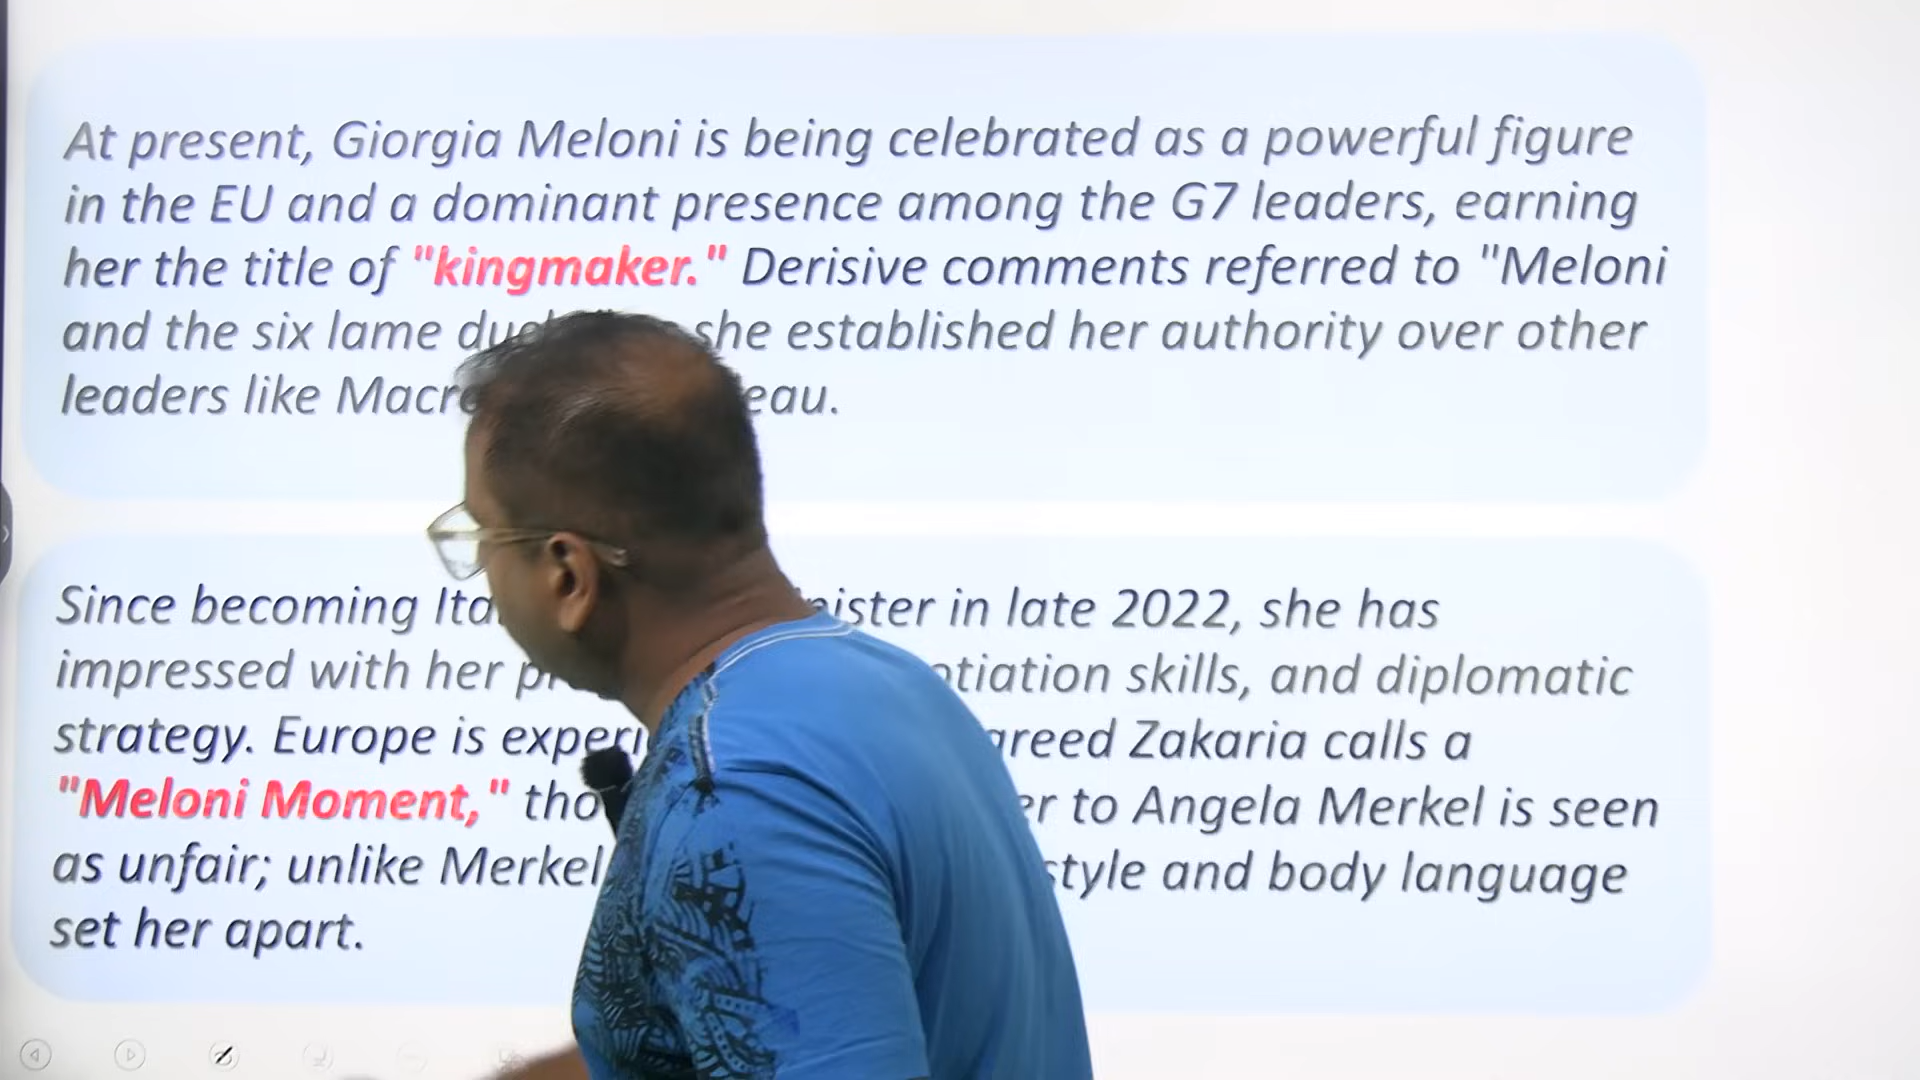 At present, Giorgia Meloni is being celebrated as a powerful figure
in the EU and a dominant presence among the G7 leaders, earning
her the title of "kingmaker." Derisive comments referred to "Meloni
and the six lame she established her authority over other
leaders like eau.
Since becoming in late 2022, she has
impressed with her skills, and diplomatic
strategy. Europe is Zakaria calls a
"Meloni Moment," to Angela Merkel is seen
as unfair; unlike Merkel style and body language
set her apart.